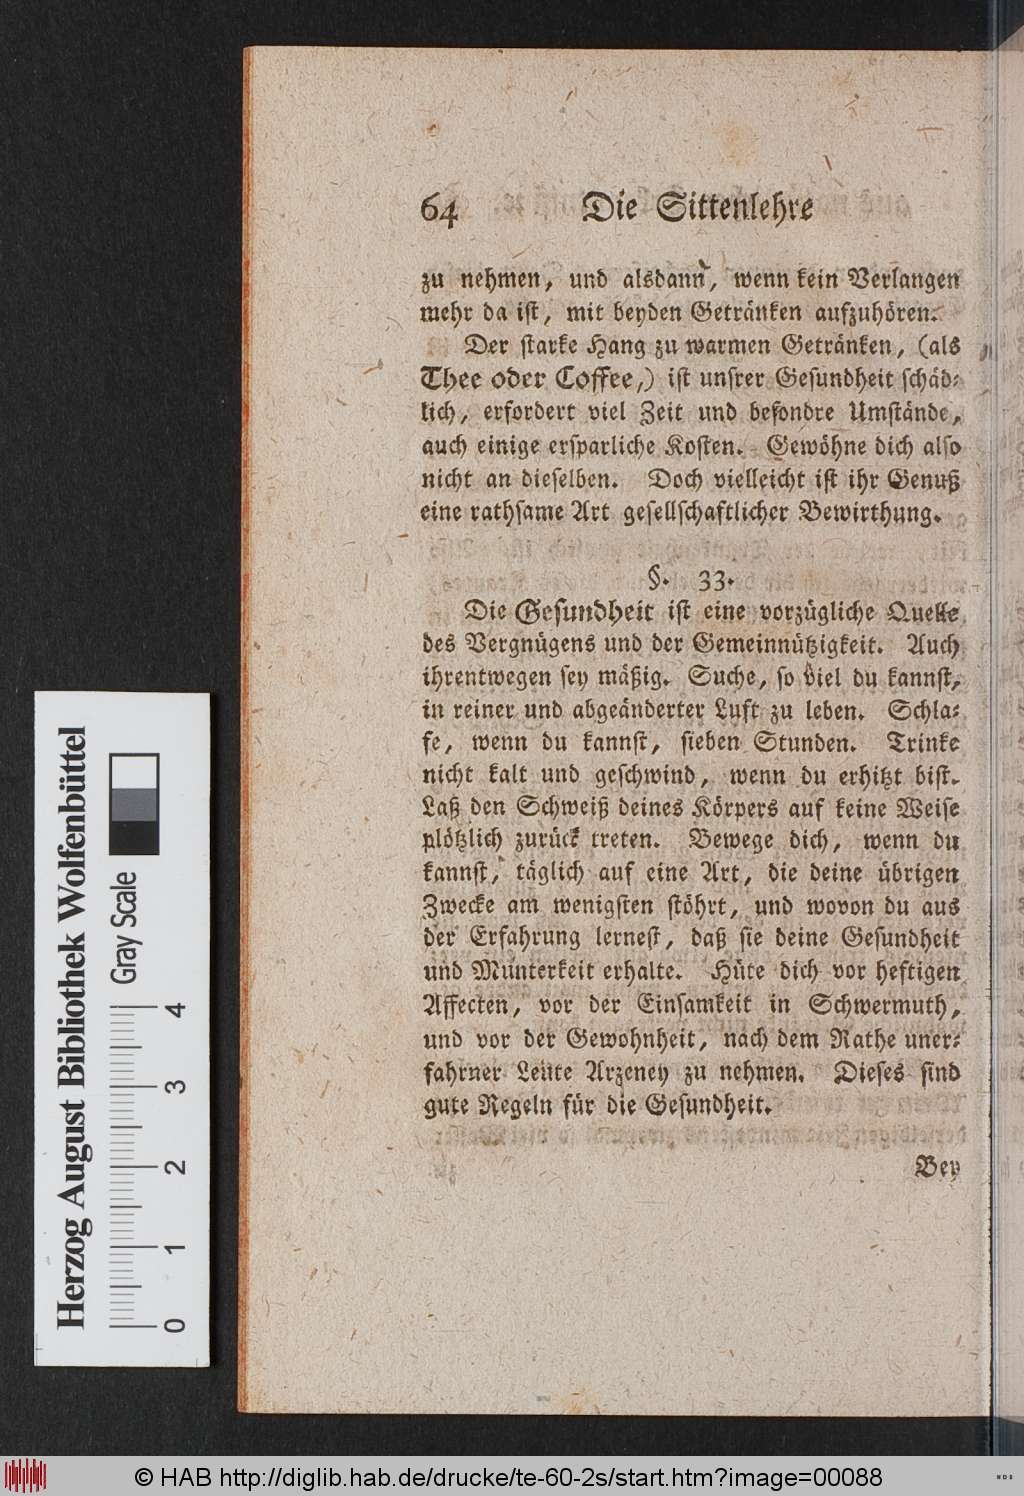 64 Die Sittenlehre
zu nehmen, und alsdann, wenn kein Verlangen
mehr da ist, mit beyden Getränken aufzuhören.
Der starke Hang zu warmen Getränken, (als
Thee oder Coffee,) ist unsrer Gesundheit schäd-
lich, erfordert viel Zeit und besondre Umstände,
auch einige ersparliche Kosten. Gewöhne dich also
nicht an dieselben. Doch vielleicht ist ihr Genuß
eine rathsame Art gesellschaftlicher Bewirthung.
§. 33.
Die Gesundheit ist eine vorzügliche Quelle
des Vergnügens und der Gemeinnützigkeit. Auch
ihrentwegen sey mäßig. Suche, so viel du kannst,
in reiner und abgeänderter Luft zu leben. Schla-
fe, wenn du kannst, sieben Stunden. Trinke
nicht kalt und geschwind, wenn du erhitzt bist.
Laß den Schweiß deines Körpers auf keine Weise
plötzlich zurück treten. Bewege dich, wenn du
kannst, täglich auf eine Art, die deine übrigen
Zwecke am wenigsten stöhrt, und wovon du aus
der Erfahrung lernest, daß sie deine Gesundheit
und Munterkeit erhalte. Hüte dich vor heftigen
Affecten, vor der Einsamkeit in Schwermuth,
und vor der Gewohnheit, nach dem Rathe uner-
fahrner Leute Arzeney zu nehmen. Dieses sind
gute Regeln für die Gesundheit.
Bey
Herzog August Bibliothek Wolfenbüttel
Gray Scale
0 1 2 3 4
© HAB http://diglib.hab.de/drucke/te-60-2s/start.htm?image=00088